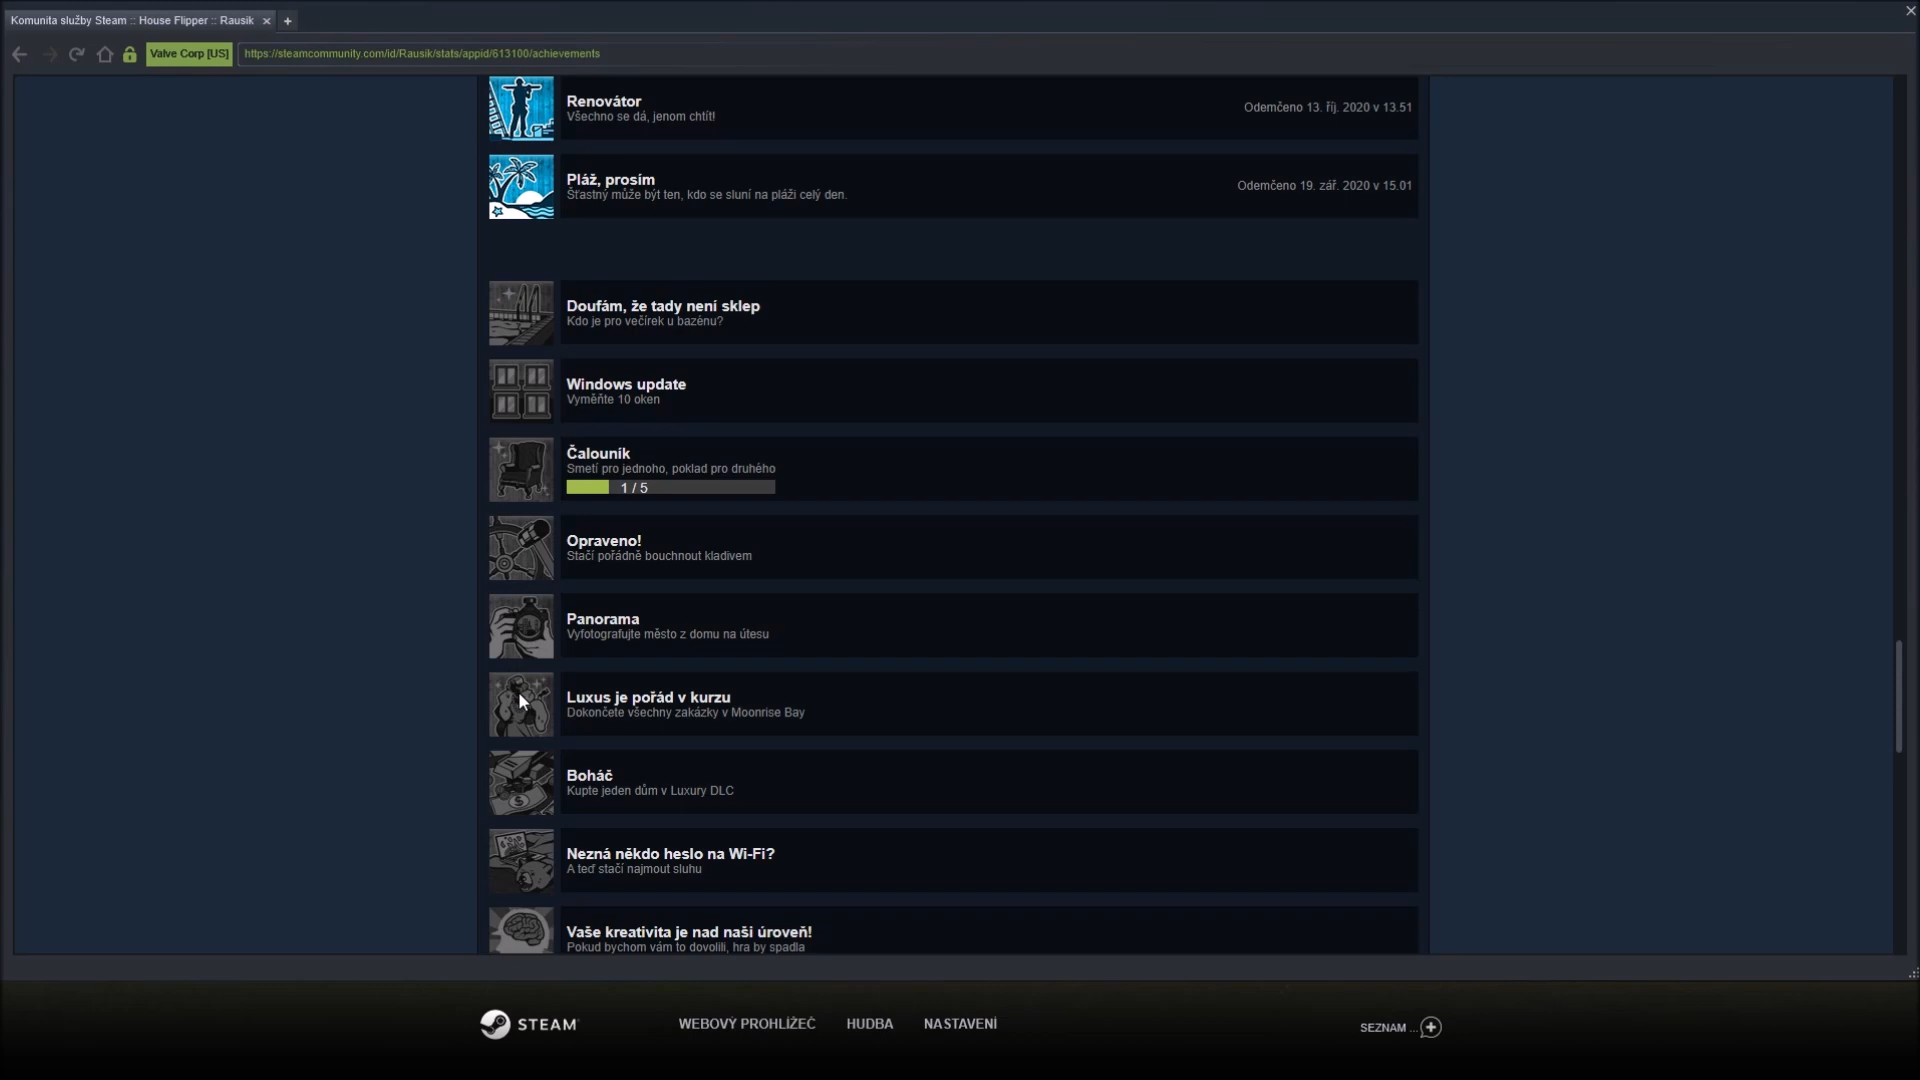 Komunita služby Steam :: House Flipper :: Rausik
Valve Corp [US]
https://steamcommunity.com/id/Rausik/stats/appid/613100/achievements
Renovátor
Všechno se dá, jenom chtít!
Odemčeno 13. říj. 2020 v 13.51
Pláž, prosím
Šťastný může být ten, kdo se sluní na pláži celý den.
Odemčeno 19. zář. 2020 v 15.01
Doufám, že tady není sklep
Kdo je pro večírek u bazénu?
Windows update
Vyměňte 10 oken
Čalouník
Smetí pro jednoho, poklad pro druhého
1 / 5
Opraveno!
Stačí pořádně bouchnout kladivem
Panorama
Vyfotografujte město z domu na útesu
Luxus je pořád v kurzu
Dokončete všechny zakázky v Moonrise Bay
Boháč
Kupte jeden dům v Luxury DLC
Nezná někdo heslo na Wi-Fi?
A teď stačí najmout sluhu
Vaše kreativita je nad naši úroveň!
Pokud bychom vám to dovolili, hra by spadla
STEAM
WEBOVÝ PROHLÍŽEČ
HUDBA
NASTAVENÍ
SEZNAM ...